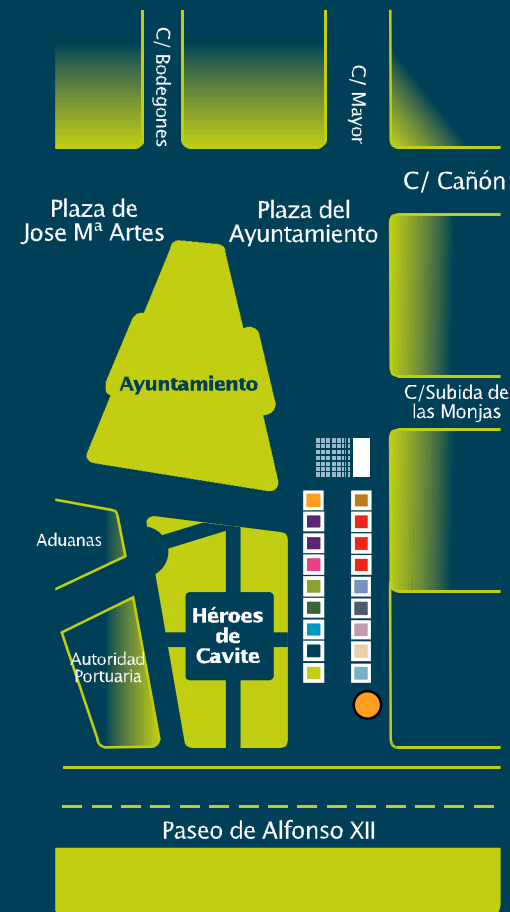 C/ Bodegones
C/ Mayor
C/ Cañón
Plaza de
Jose Mª Artes
Plaza del
Ayuntamiento
Ayuntamiento
C/Subida de
las Monjas
Aduanas
Héroes
de
Cavite
Autoridad
Portuaria
Paseo de Alfonso XII